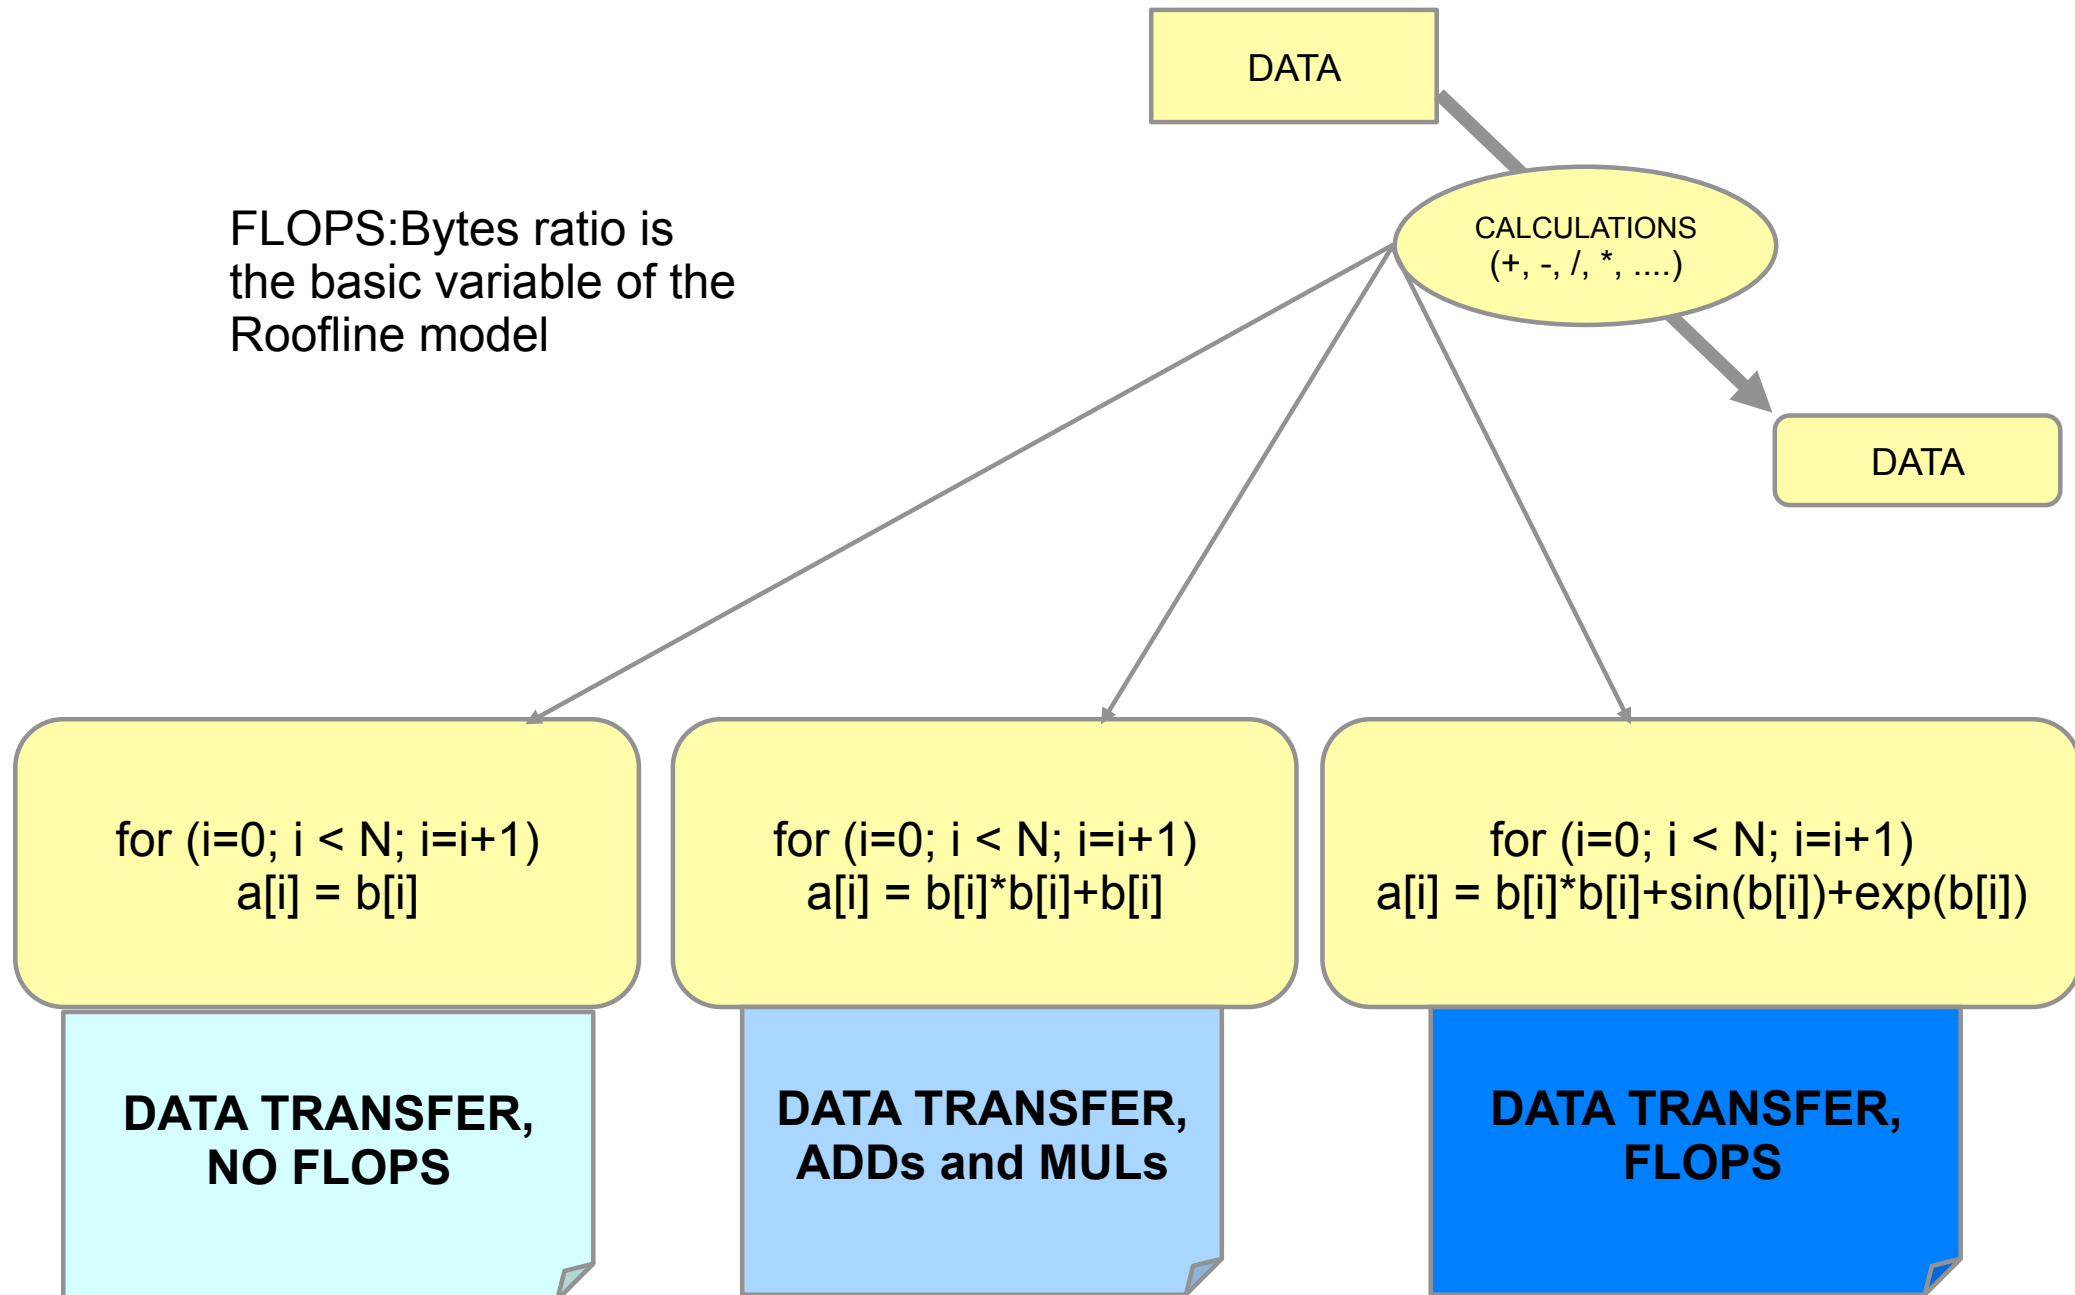 DATA
CALCULATIONS
(+, -, /, *, ....)
DATA
FLOPS:Bytes ratio is
the basic variable of the
Roofline model
for (i=0; i < N; i=i+1)
a[i] = b[i]
for (i=0; i < N; i=i+1)
a[i] = b[i]*b[i]+b[i]
for (i=0; i < N; i=i+1)
a[i] = b[i]*b[i]+sin(b[i])+exp(b[i])
DATA TRANSFER,
NO FLOPS
DATA TRANSFER,
ADDs and MULs
DATA TRANSFER,
FLOPS